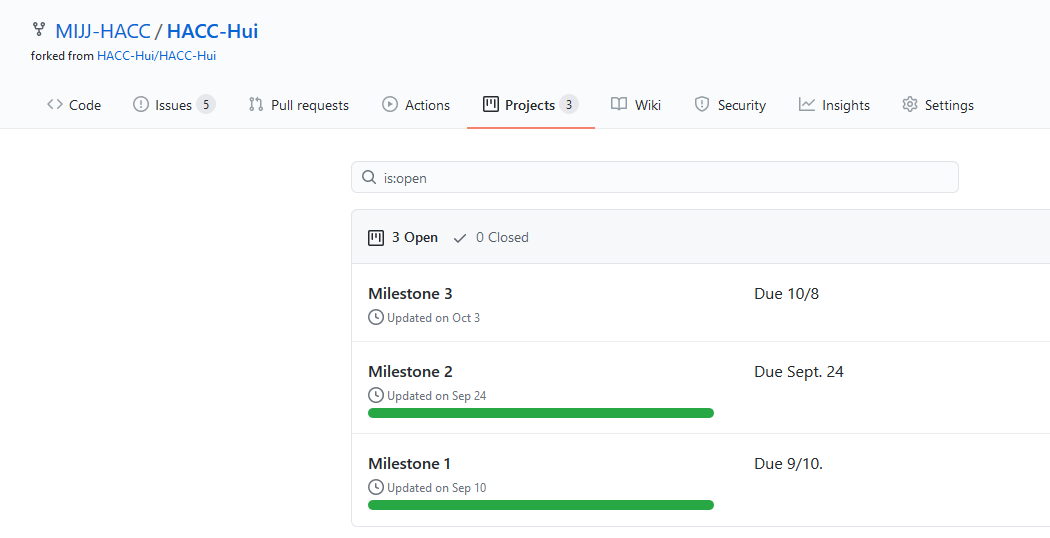 MIJJ-HACC / HACC-Hui
forked from HACC-Hui/HACC-Hui
Code Issues 5 Pull requests Actions Projects 3 Wiki Security Insights Settings
is:open
3 Open 0 Closed
Milestone 3 Due 10/8
Updated on Oct 3
Milestone 2 Due Sept. 24
Updated on Sep 24
Milestone 1 Due 9/10.
Updated on Sep 10